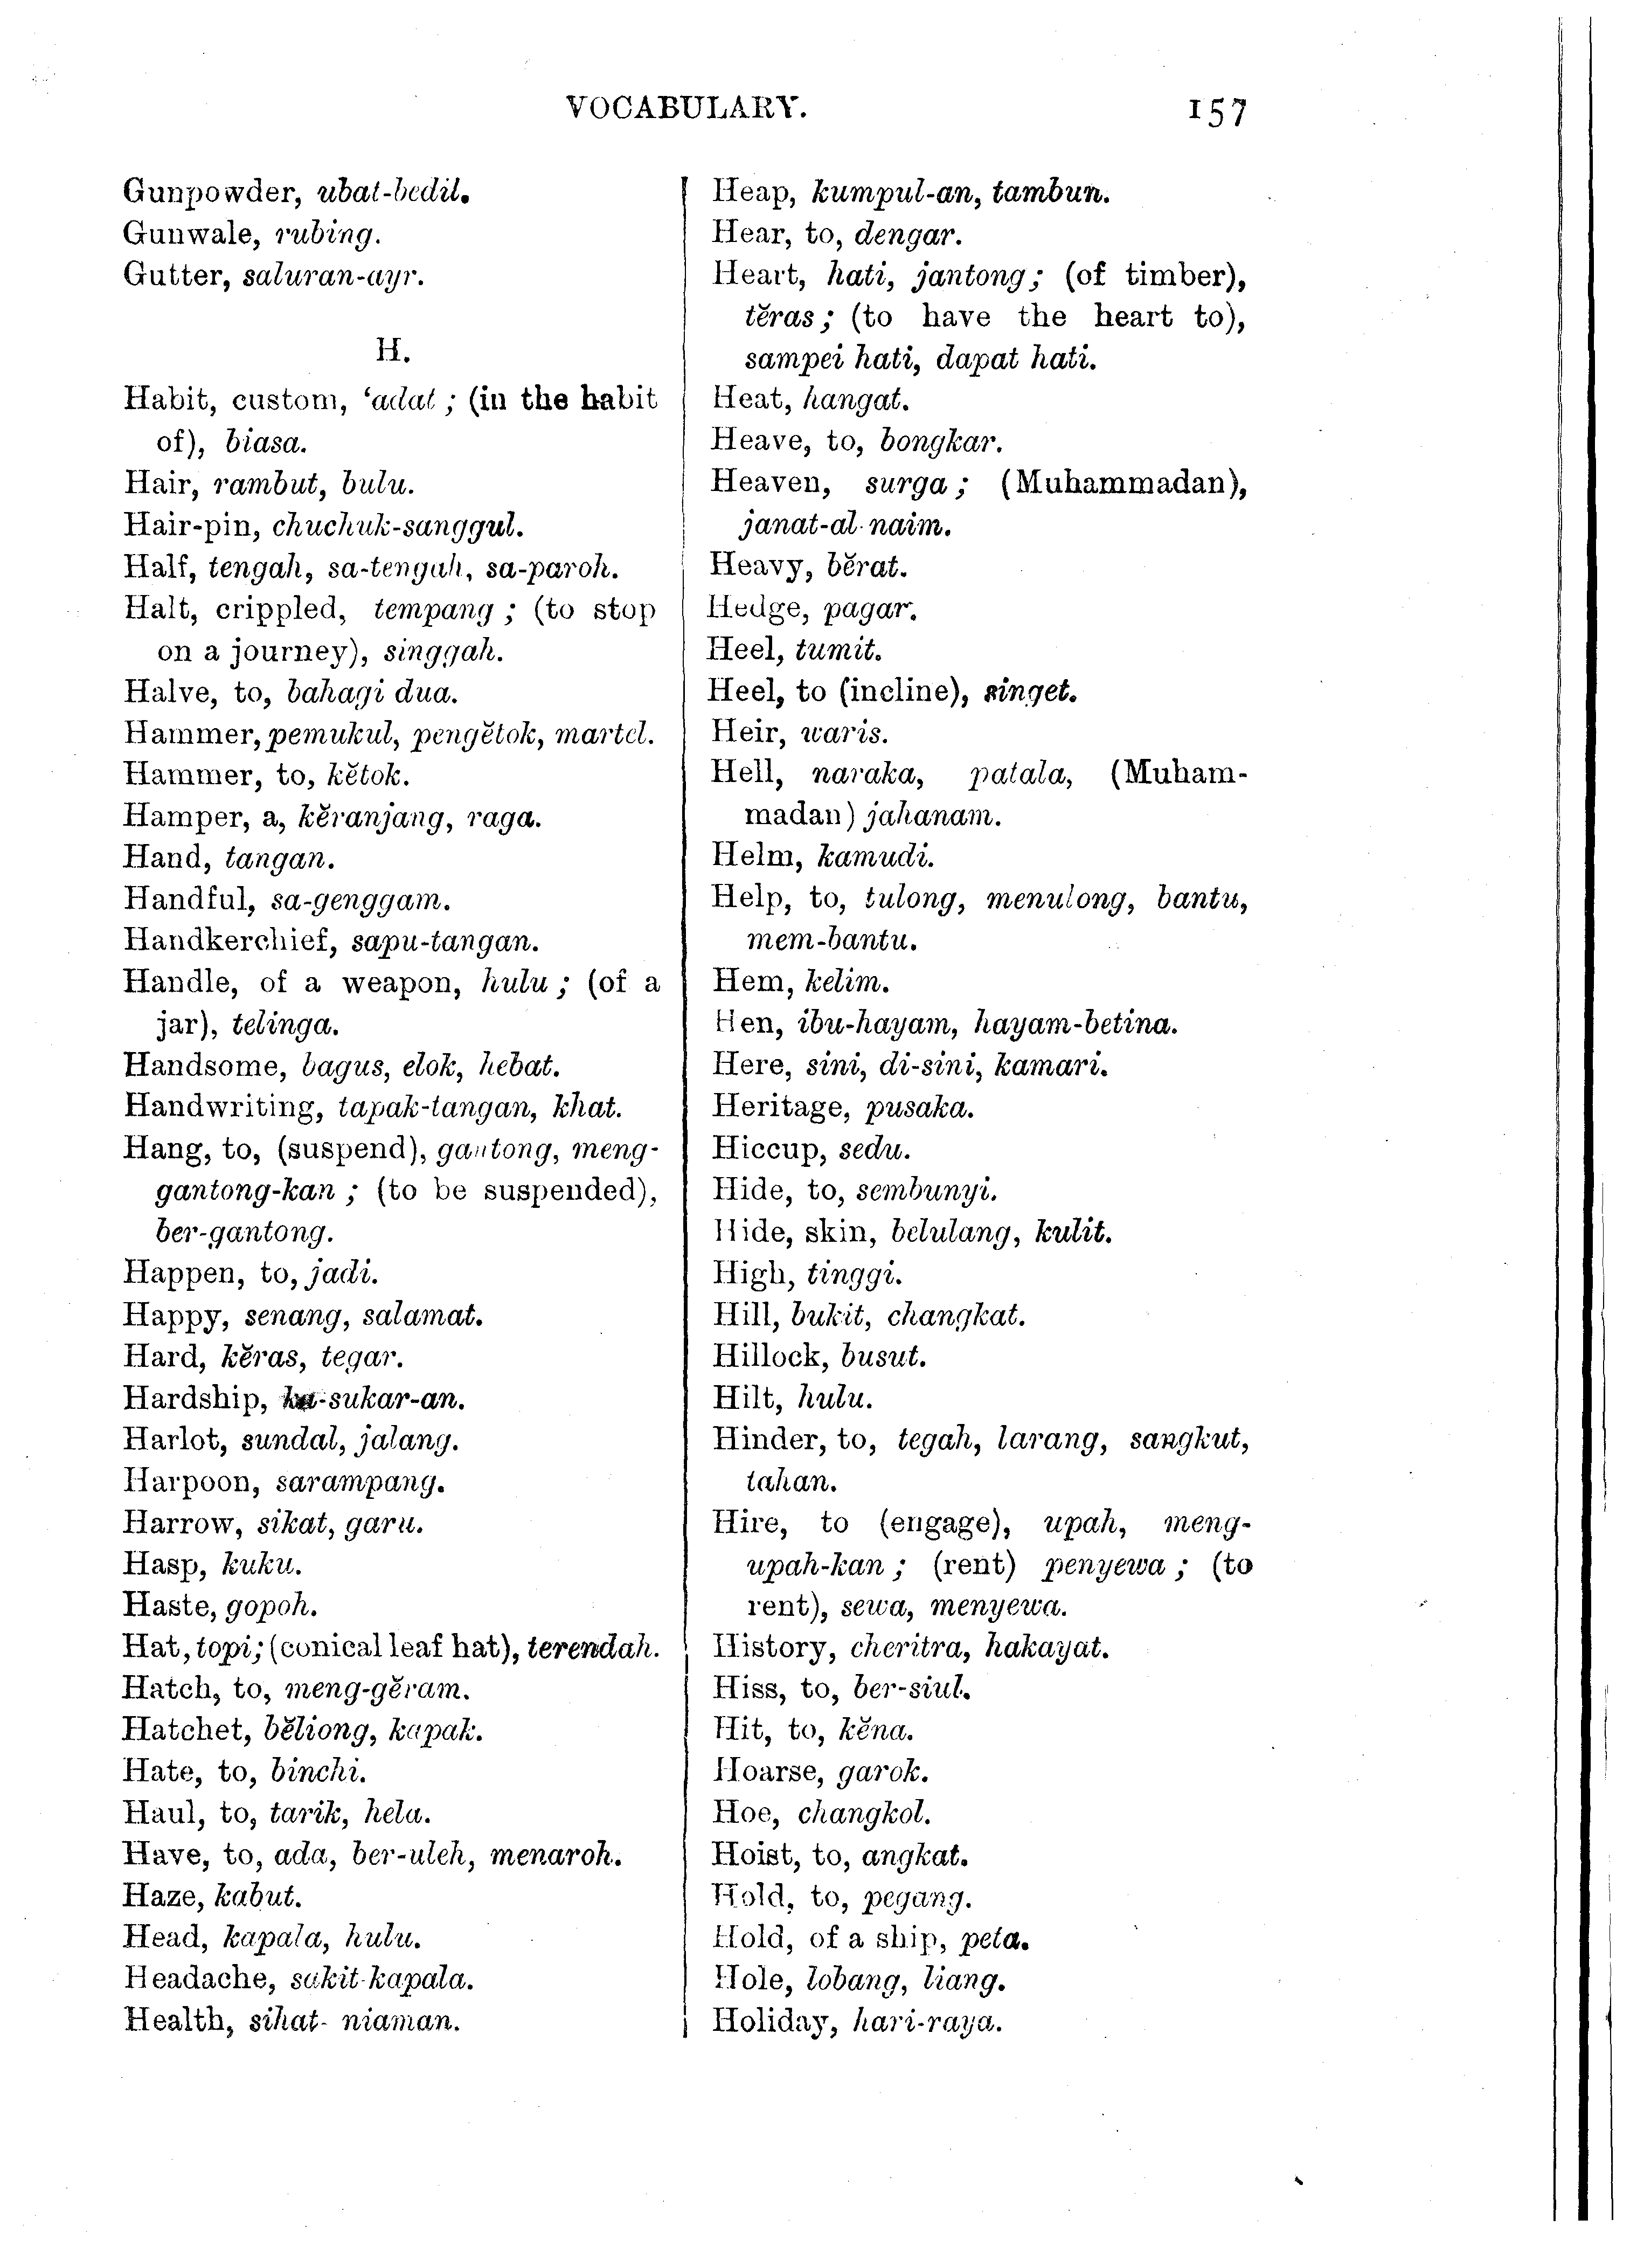 VOCABULARY. 157
Gunpowder, ubat-bedil.
Gunwale, rubing.
Gutter, saluran-ayr.
H.
Habit, custom, ‘adat; (in the habit
of), biasa.
Hair, rambut, bulu.
Hair-pin, chuchuk-sanggul.
Half, tengah, sa-tengah, sa-paroh.
Halt, crippled, tempang; (to stop
on a journey), singgah.
Halve, to, bahagi dua.
Hammer, pemukul, pengĕtok, martel.
Hammer, to, kĕtok.
Hamper, a, kĕranjang, raga.
Hand, tangan.
Handful, sa-genggam.
Handkerchief, sapu-tangan.
Handle, of a weapon, hulu; (of a
jar), telinga.
Handsome, bagus, elok, hebat.
Handwriting, tapak-tangan, khat.
Hang, to, (suspend), gantong, meng-
gantong-kan; (to be suspended),
ber-gantong.
Happen, to, jadi.
Happy, senang, salamat.
Hard, kĕras, tegar.
Hardship, ka-sukar-an.
Harlot, sundal, jalang.
Harpoon, sarampang.
Harrow, sikat, garu.
Hasp, kuku.
Haste, gopoh.
Hat, topi; (conical leaf hat), terendah.
Hatch, to, meng-gĕram.
Hatchet, bĕliong, kapak.
Hate, to, binchi.
Haul, to, tarik, hela.
Have, to, ada, ber-uleh, menaroh.
Haze, kabut.
Head, kapala, hulu.
Headache, sakit-kapala.
Health, sihat- niaman.
Heap, kumpul-an, tambun.
Hear, to, dengar.
Heart, hati, jantong; (of timber),
tĕras; (to have the heart to),
sampei hati, dapat hati.
Heat, hangat.
Heave, to, bongkar.
Heaven, surga; (Muhammadan),
janat-al-naim.
Heavy, bĕrat.
Hedge, pagar.
Heel, tumit.
Heel, to (incline), singet.
Heir, waris.
Hell, naraka, patala, (Muham-
madan) jahanam.
Helm, kamudi.
Help, to, tulong, menulong, bantu,
mem-bantu.
Hem, kelim.
Hen, ibu-hayam, hayam-betina.
Here, sini, di-sini, kamari.
Heritage, pusaka.
Hiccup, sedu.
Hide, to, sembunyi.
Hide, skin, belulang, kulit.
High, tinggi.
Hill, bukit, changkat.
Hillock, busut.
Hilt, hulu.
Hinder, to, tegah, larang, sangkut,
tahan.
Hire, to (engage), upah, meng-
upah-kan; (rent) penyewa; (to
rent), sewa, menyewa.
History, cheritra, hakayat.
Hiss, to, ber-siul.
Hit, to, kĕna.
Hoarse, garok.
Hoe, changkol.
Hoist, to, angkat.
Hold, to, pegang.
Hold, of a ship, peta.
Hole, lobang, liang.
Holiday, hari-raya.